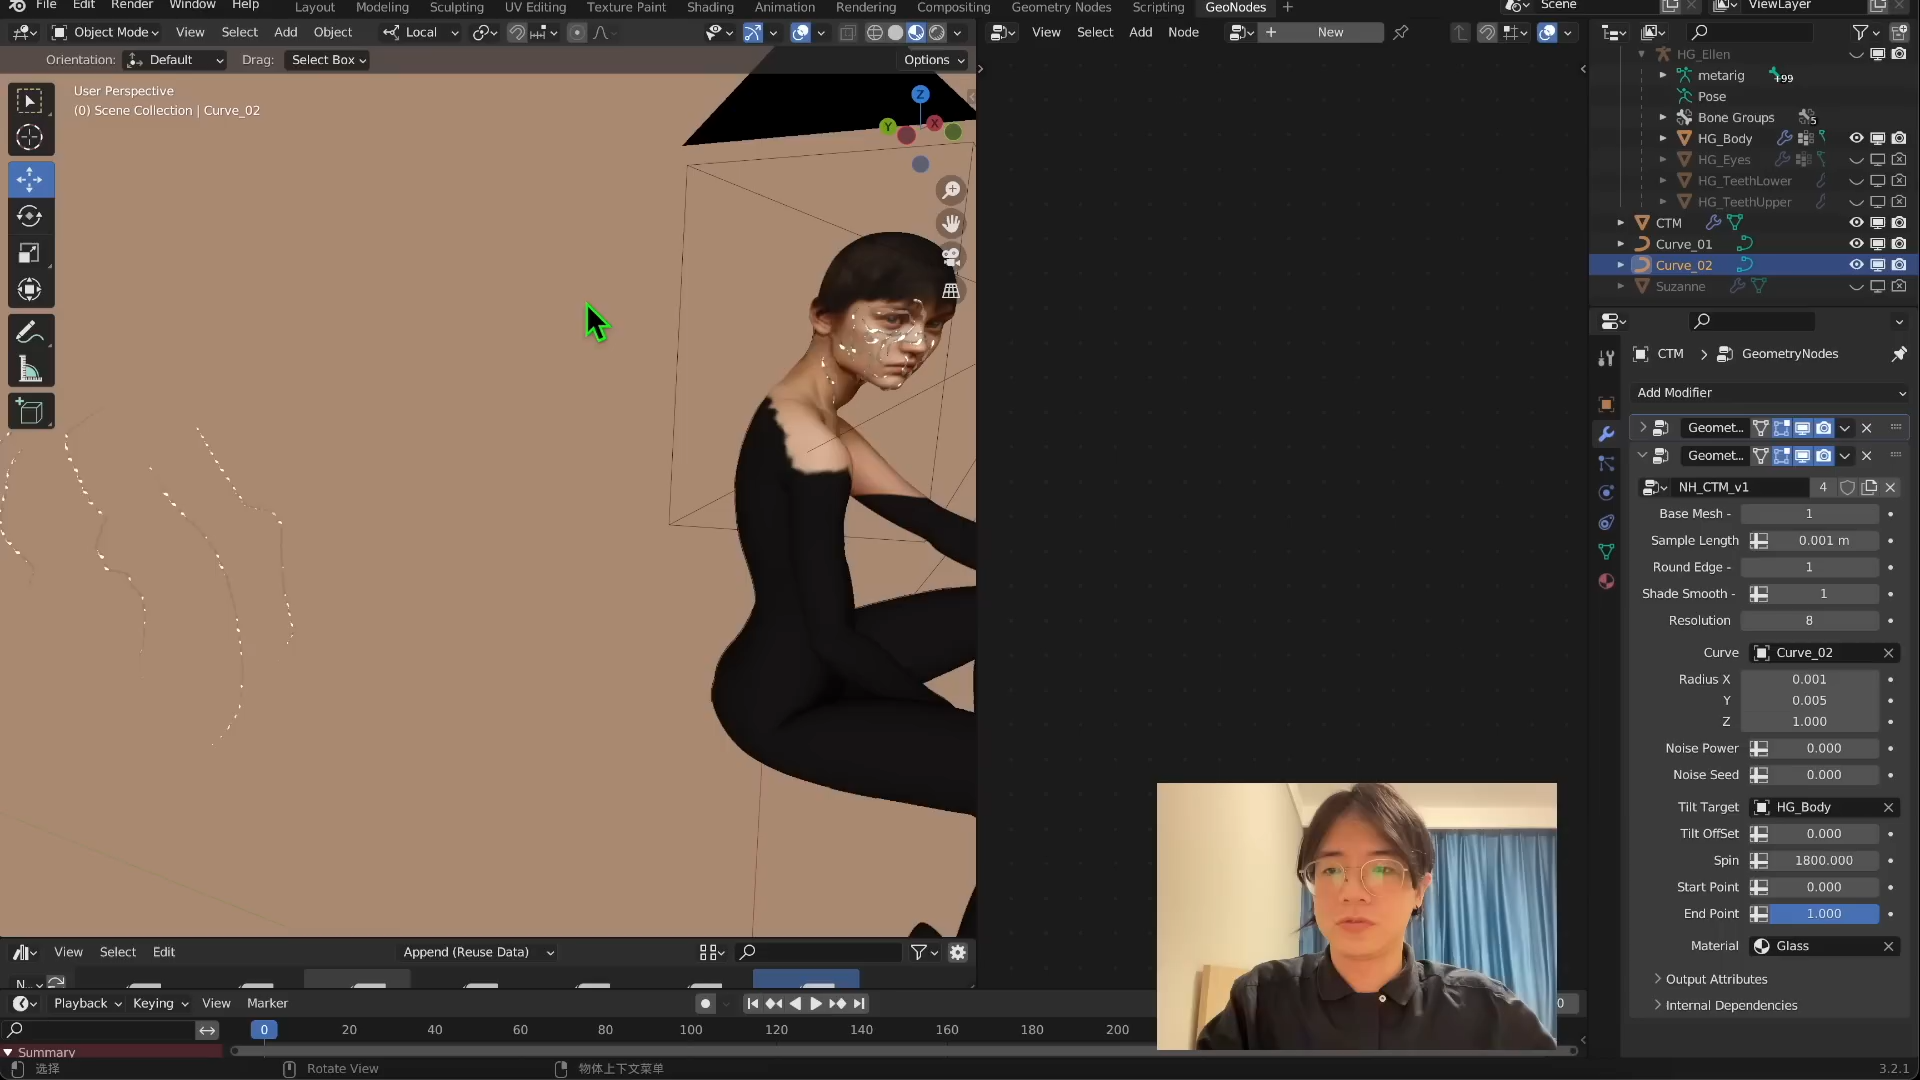 File Edit Render Window Help
Layout Modeling Sculpting UV Editing Texture Paint Shading Animation Rendering Compositing Geometry Nodes Scripting GeoNodes
Scene ViewLayer
Object Mode View Select Add Object Local
View Select Add Node New
Orientation: Default Drag: Select Box Options
User Perspective
(0) Scene Collection | Curve_02
Z
Y
X
HG_Ellen
metarig +99
Pose
Bone Groups 5
HG_Body
HG_Eyes
HG_TeethLower
HG_TeethUpper
CTM
Curve_01
Curve_02
Suzanne
CTM GeometryNodes
Add Modifier
Geomet...
Geomet...
NH_CTM_v1 4
Base Mesh - 1
Sample Length 0.001 m
Round Edge - 1
Shade Smooth - 1
Resolution 8
Curve Curve_02
Radius X 0.001
Y 0.005
Z 1.000
Noise Power 0.000
Noise Seed 0.000
Tilt Target HG_Body
Tilt OffSet 0.000
Spin 1800.000
Start Point 0.000
End Point 1.000
Material Glass
Output Attributes
Internal Dependencies
View Select Edit Append (Reuse Data)
N...
Playback Keying View Marker
0
0 20 40 60 80 100 120 140 160 180 200
Summary
选择 Rotate View 物体上下文菜单 3.2.1